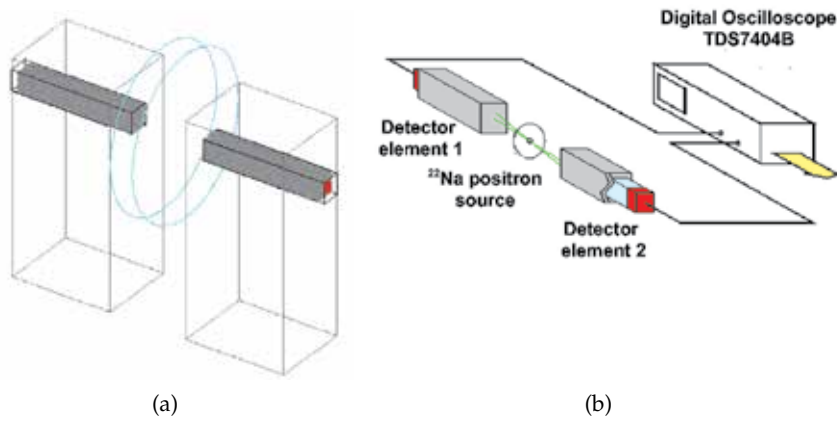 Digital Oscilloscope
TDS7404B
Detector
element 1
²²Na positron
source
Detector
element 2
(a)
(b)